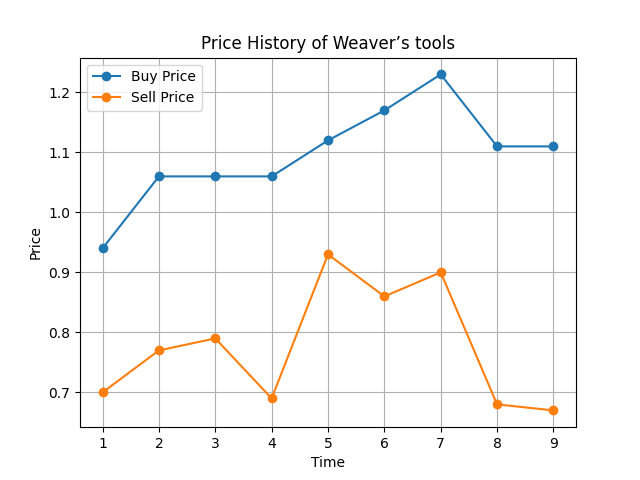 Price History of Weaver’s tools
Buy Price
Sell Price
Price
1.2
1.1
1.0
0.9
0.8
0.7
1 2 3 4 5 6 7 8 9
Time